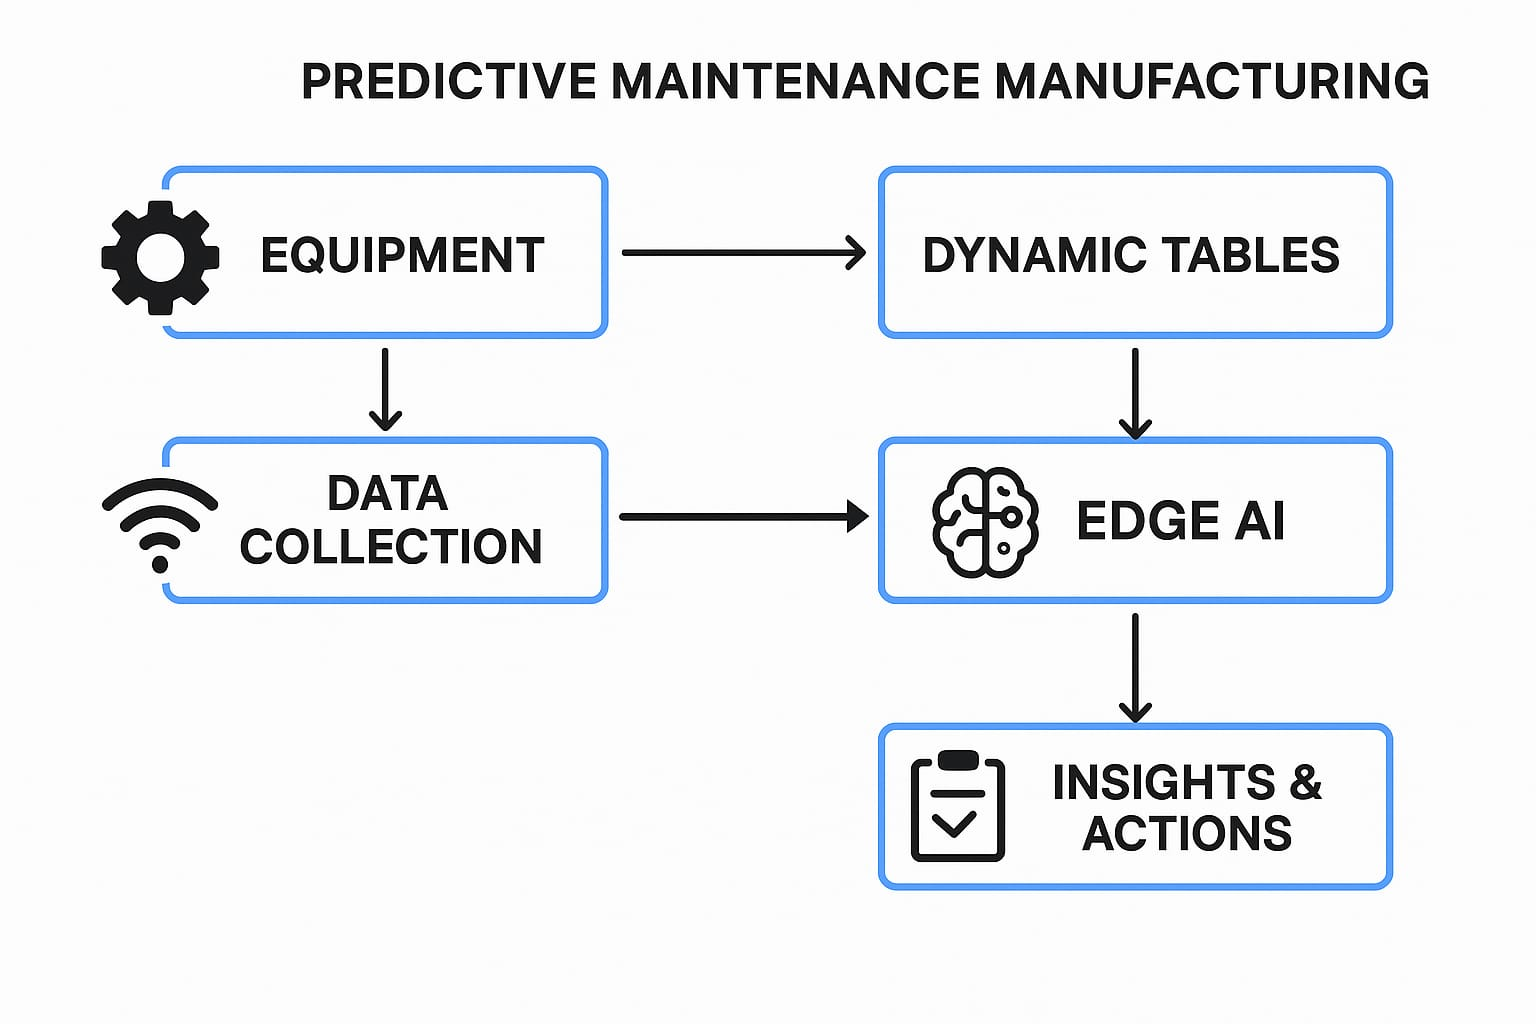 PREDICTIVE MAINTENANCE MANUFACTURING
EQUIPMENT
DYNAMIC TABLES
DATA
COLLECTION
EDGE AI
INSIGHTS &
ACTIONS